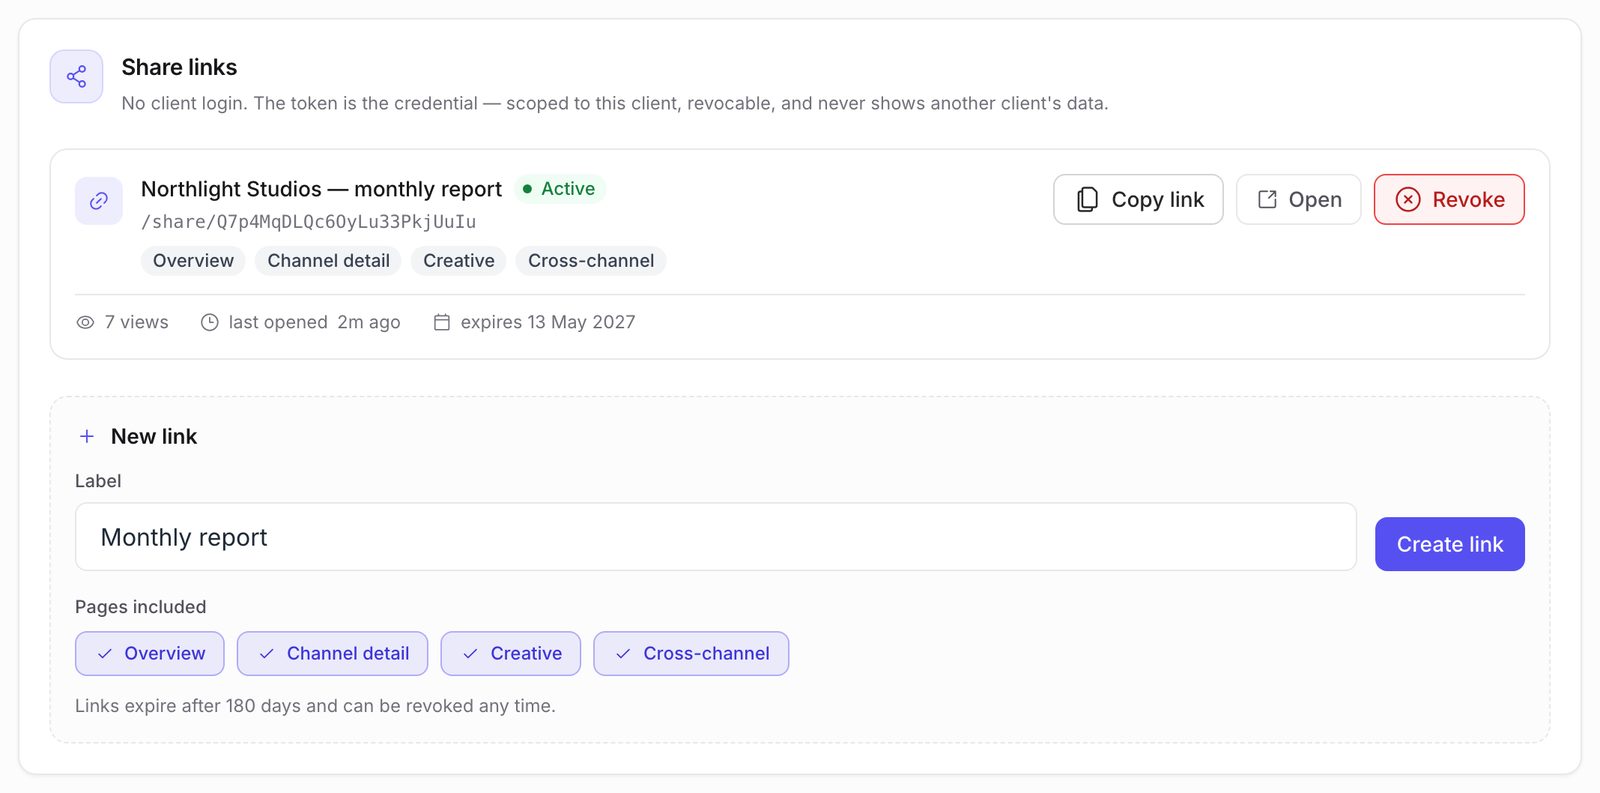 Share links
No client login. The token is the credential — scoped to this client, revocable, and never shows another client's data.
Northlight Studios — monthly report
Active
/share/Q7p4MqDLQc6OyLu33PkjUuIu
Overview
Channel detail
Creative
Cross-channel
Copy link
Open
Revoke
7 views
last opened 2m ago
expires 13 May 2027
New link
Label
Monthly report
Create link
Pages included
Overview
Channel detail
Creative
Cross-channel
Links expire after 180 days and can be revoked any time.